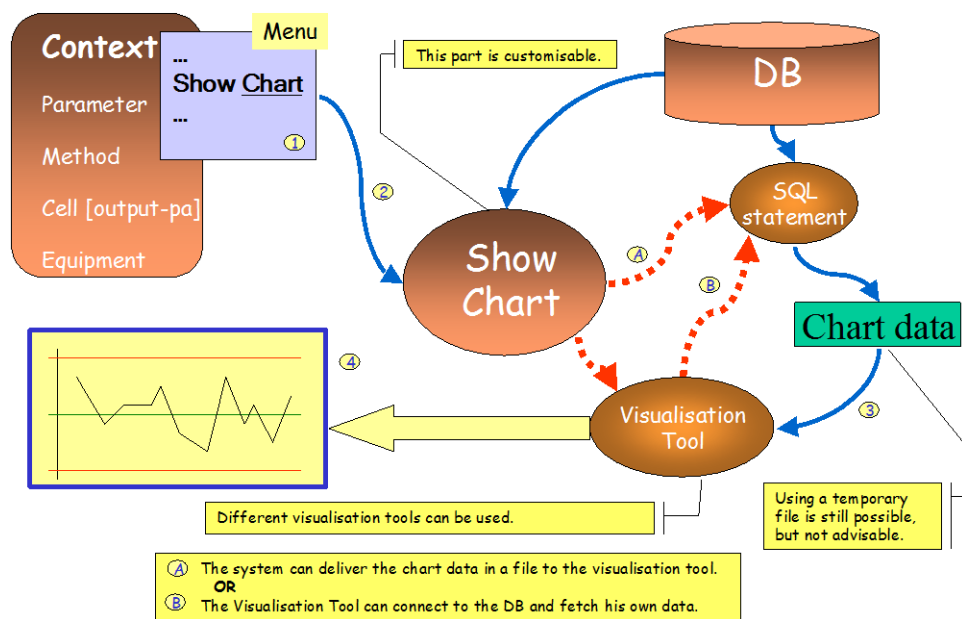 Context
Parameter
Method
Cell [output-pa]
Equipment
Menu
...
Show Chart
...
1
2
This part is customisable.
DB
SQL
statement
Show
Chart
A
B
Chart data
3
4
Visualisation
Tool
Different visualisation tools can be used.
Using a temporary
file is still possible,
but not advisable.
A The system can deliver the chart data in a file to the visualisation tool.
OR
B The Visualisation Tool can connect to the DB and fetch his own data.